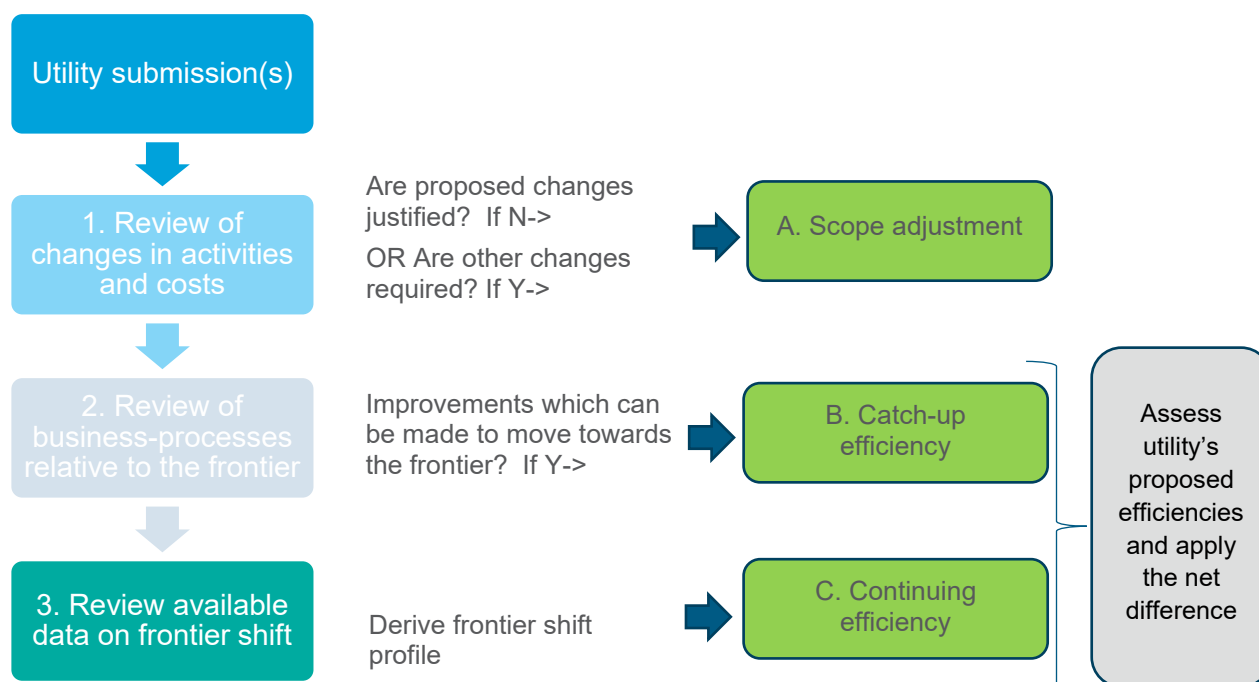 Utility submission(s)
1. Review of
changes in activities
and costs
Are proposed changes
justified?  If N->
OR Are other changes
required? If Y->
A. Scope adjustment
2. Review of
business-processes
relative to the frontier
Improvements which can
be made to move towards
the frontier?  If Y->
B. Catch-up
efficiency
3. Review available
data on frontier shift
Derive frontier shift
profile
C. Continuing
efficiency
Assess
utility's
proposed
efficiencies
and apply
the net
difference